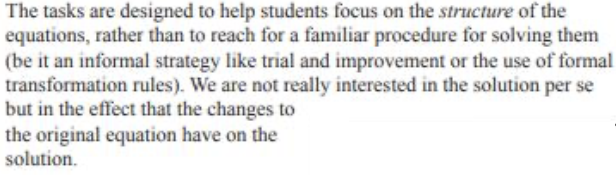 The tasks are designed to help students focus on the structure of the
equations, rather than to reach for a familiar procedure for solving them
(be it an informal strategy like trial and improvement or the use of formal
transformation rules). We are not really interested in the solution per se
but in the effect that the changes to
the original equation have on the
solution.